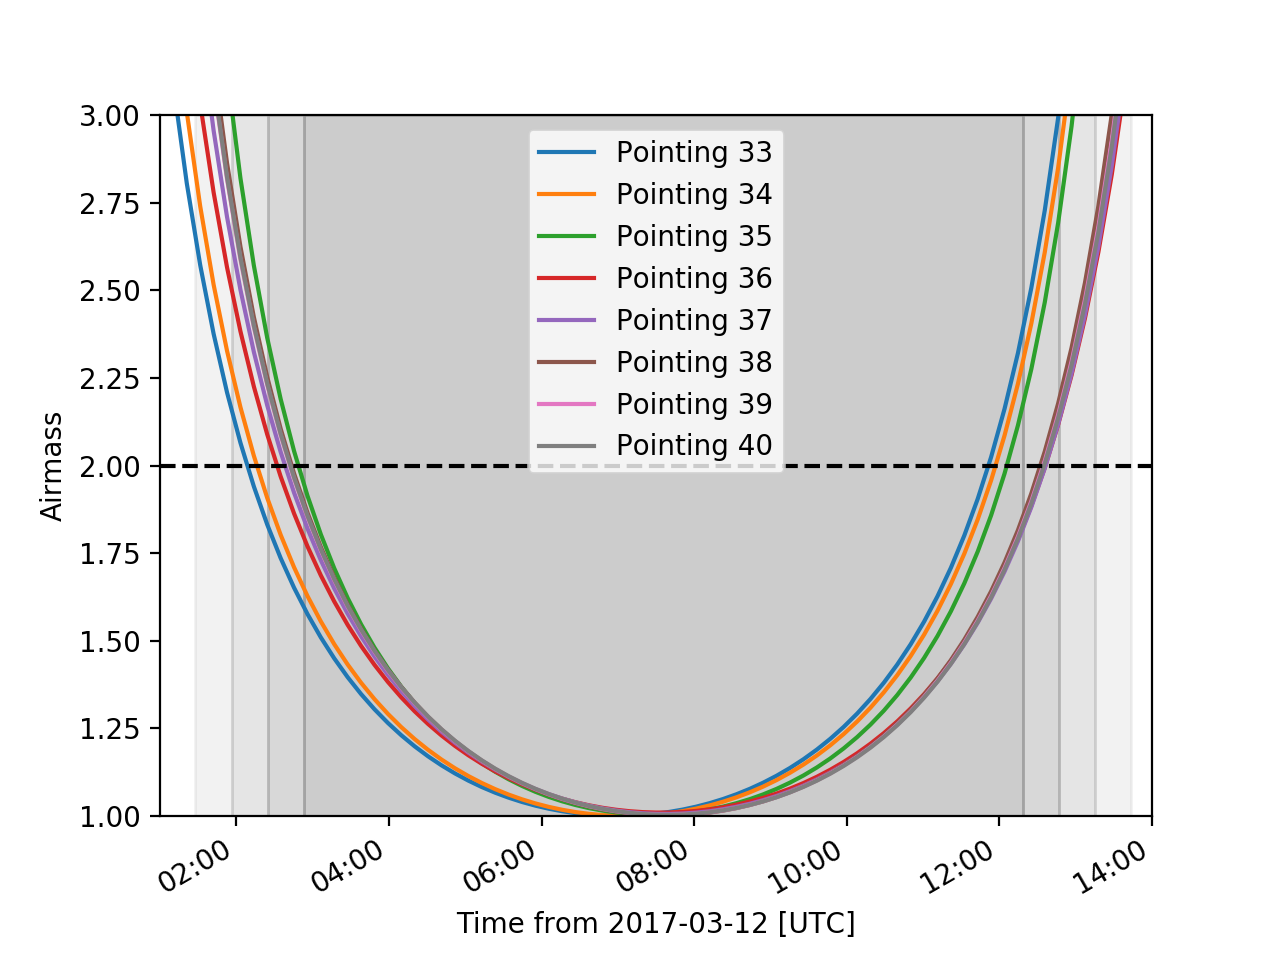 3.00
2.75
2.50
2.25
2.00
1.75
1.50
1.25
1.00
Airmass
Pointing 33
Pointing 34
Pointing 35
Pointing 36
Pointing 37
Pointing 38
Pointing 39
Pointing 40
02:00 04:00 06:00 08:00 10:00 12:00 14:00
Time from 2017-03-12 [UTC]